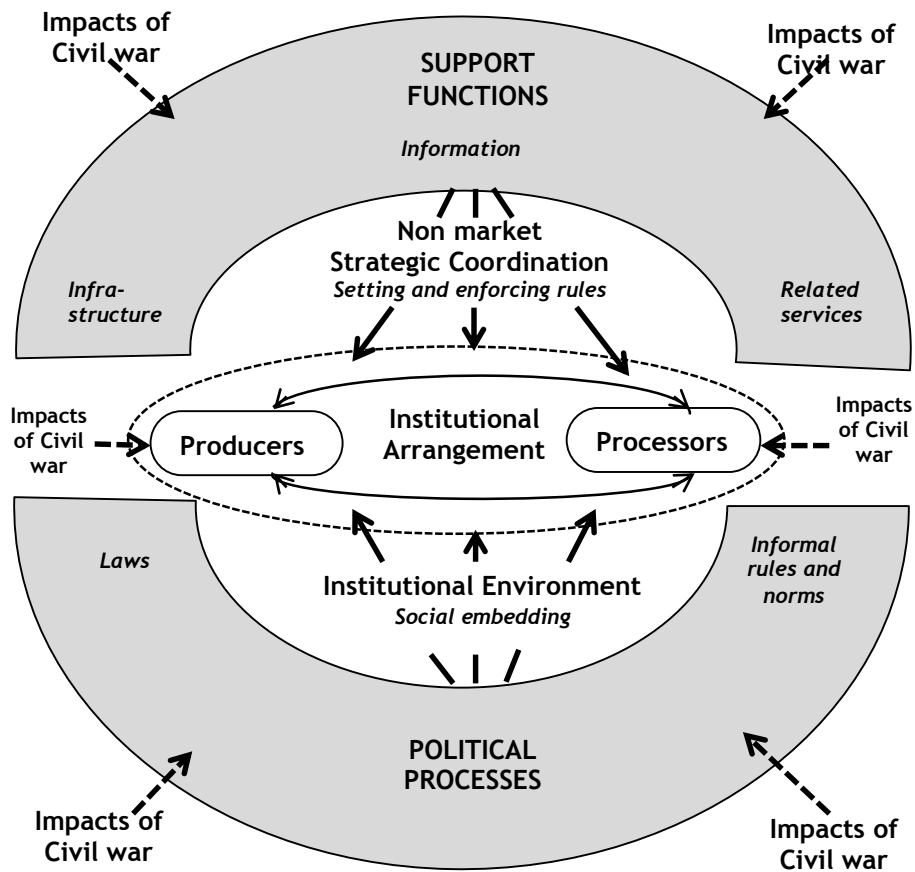 Impacts of
Civil war
Impacts of
Civil war
SUPPORT
FUNCTIONS
Information
Non market
Strategic Coordination
Setting and enforcing rules
Infra-
structure
Related
services
Impacts
of Civil
war
Producers
Institutional
Arrangement
Processors
Impacts
of Civil
war
Laws
Informal
rules and
norms
Institutional Environment
Social embedding
POLITICAL
PROCESSES
Impacts of
Civil war
Impacts of
Civil war